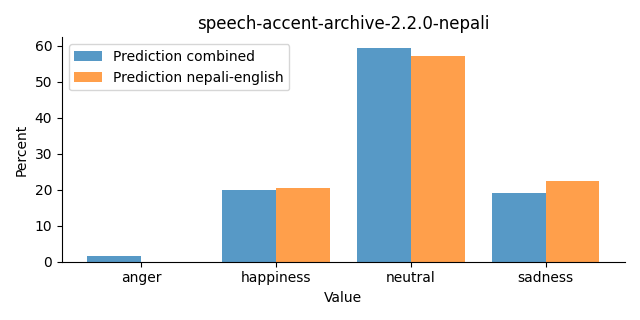 speech-accent-archive-2.2.0-nepali
Prediction combined
Prediction nepali-english
Percent
60
50
40
30
20
10
0
anger happiness neutral sadness
Value